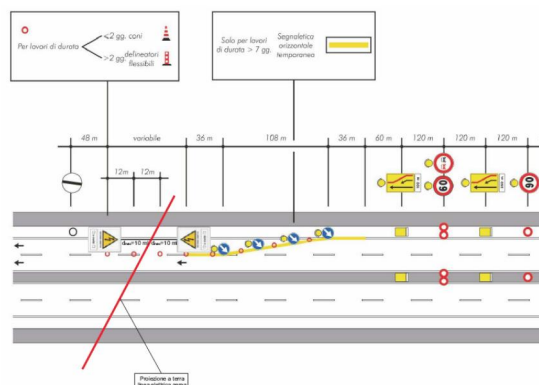 Per lavori di durata
≤2 gg. coni
>2 gg. delineatori
flessibili
Solo per lavori
di durata > 7 gg.
Segnaletica
orizzontale
temporanea
48 m
variabile
36 m
108 m
36 m
60 m
120 m
120 m
120 m
12m
12m
60
90
Proiezione a terra